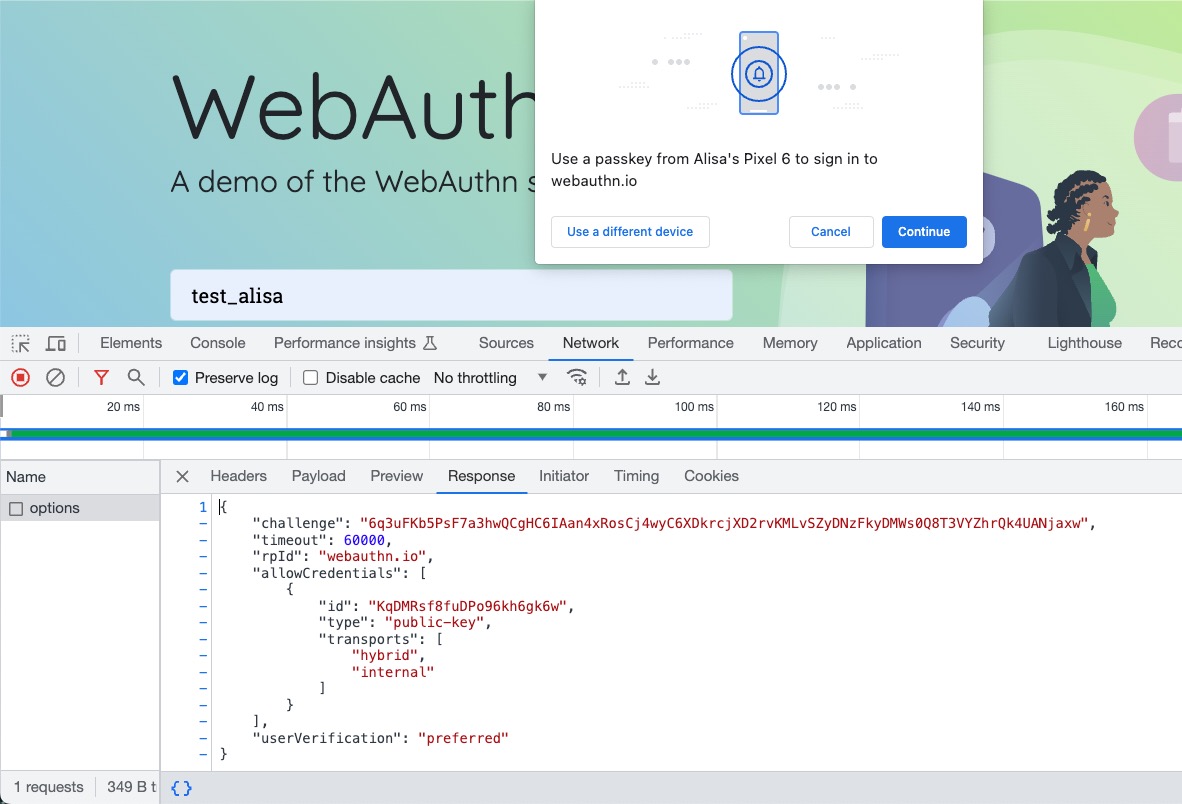 WebAuth
A demo of the WebAuthn s
Use a passkey from Alisa's Pixel 6 to sign in to
webauthn.io
Use a different device
Cancel
Continue
test_alisa
Elements Console Performance insights Sources Network Performance Memory Application Security Lighthouse Reco
Preserve log Disable cache No throttling
20 ms 40 ms 60 ms 80 ms 100 ms 120 ms 140 ms 160 ms
Name
Headers Payload Preview Response Initiator Timing Cookies
options
1 {
"challenge": "6q3uFKb5PsF7a3hwQCgHC6IAan4xRosCj4wyC6XDkrcjXD2rvKMLvSZyDNzFkyDMWs0Q8T3VYZhrQk4UANjaxw",
"timeout": 60000,
"rpId": "webauthn.io",
"allowCredentials": [
{
"id": "KqDMRsf8fuDPo96kh6gk6w",
"type": "public-key",
"transports": [
"hybrid",
"internal"
]
}
],
"userVerification": "preferred"
}
1 requests 349 B t
{}